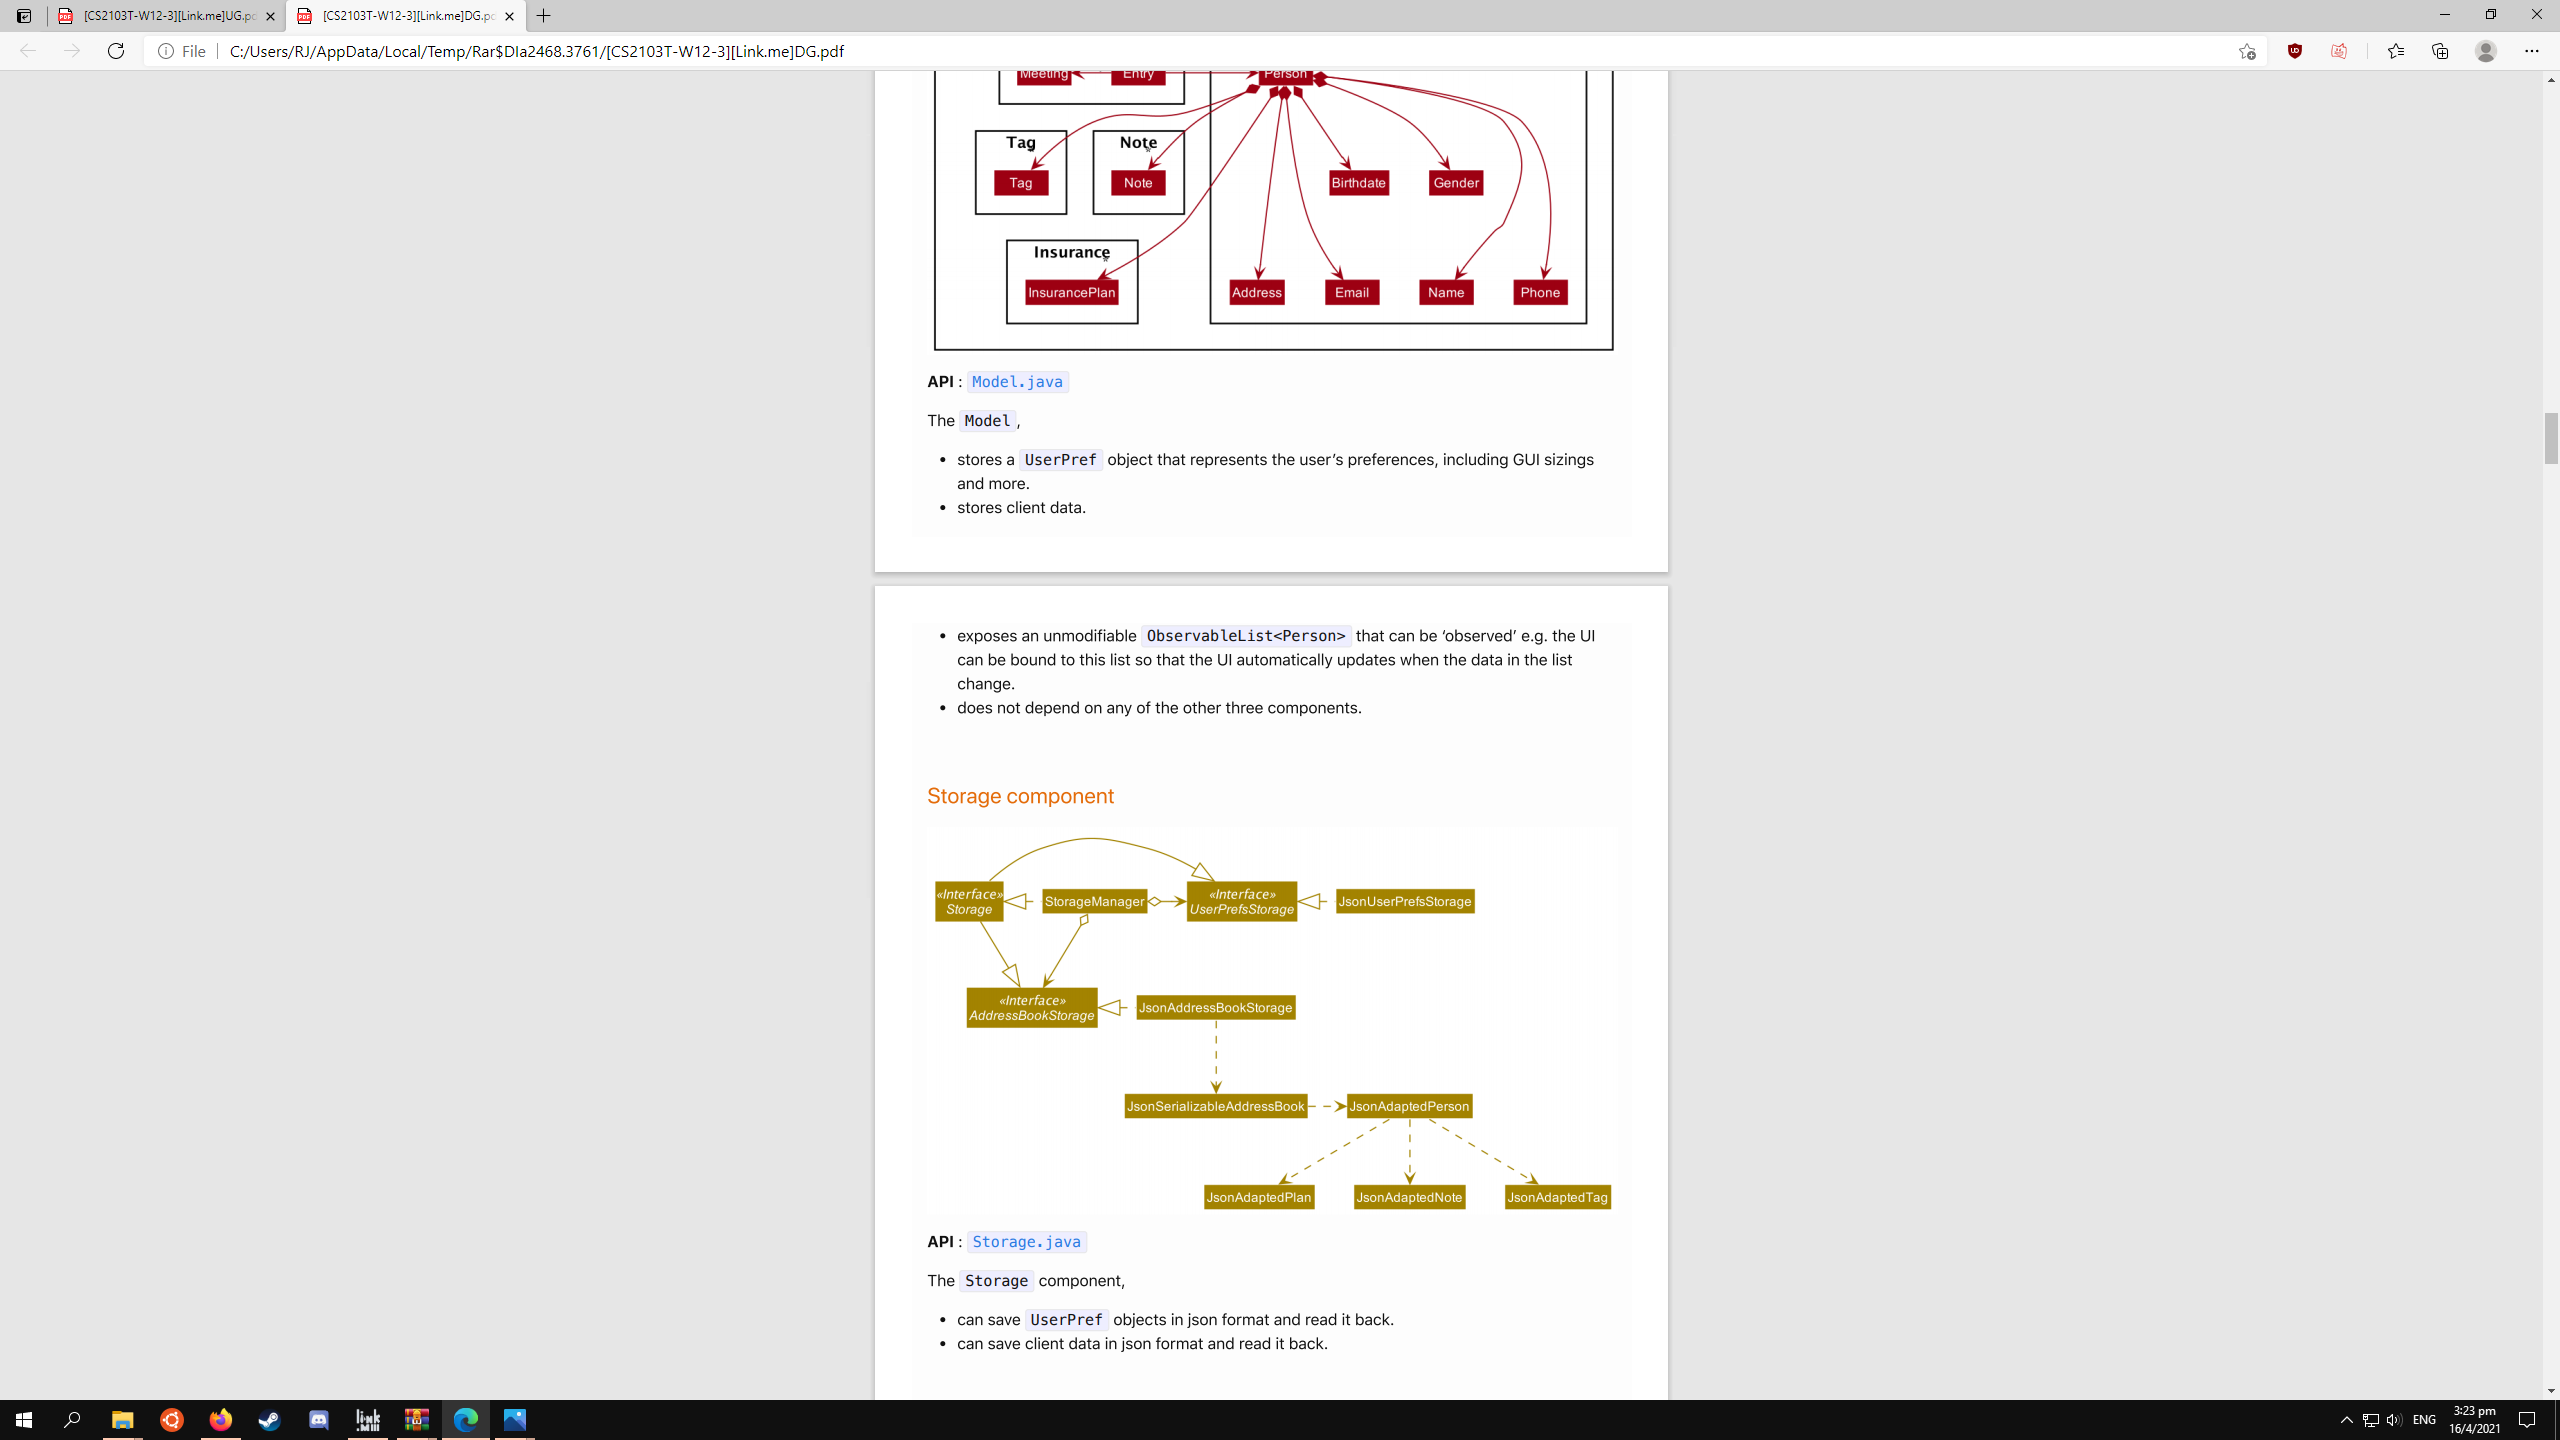 [CS2103T-W12-3][Link.me]UG.pd
[CS2103T-W12-3][Link.me]DG.pd
File
C:/Users/RJ/AppData/Local/Temp/Rar$DIa2468.3761/[CS2103T-W12-3][Link.me]DG.pdf
Meeting Entry Person
Tag Note
*
*
Tag Note Birthdate Gender
Insurance
*
InsurancePlan Address Email Name Phone
API : Model.java
The Model ,
• stores a UserPref object that represents the user’s preferences, including GUI sizings
and more.
• stores client data.
• exposes an unmodifiable ObservableList<Person> that can be ‘observed’ e.g. the UI
can be bound to this list so that the UI automatically updates when the data in the list
change.
• does not depend on any of the other three components.
Storage component
«Interface»
Storage
StorageManager
«Interface»
UserPrefsStorage
JsonUserPrefsStorage
«Interface»
AddressBookStorage
JsonAddressBookStorage
JsonSerializableAddressBook JsonAdaptedPerson
JsonAdaptedPlan JsonAdaptedNote JsonAdaptedTag
API : Storage.java
The Storage component,
• can save UserPref objects in json format and read it back.
• can save client data in json format and read it back.
link.me
ENG
3:23 pm
16/4/2021